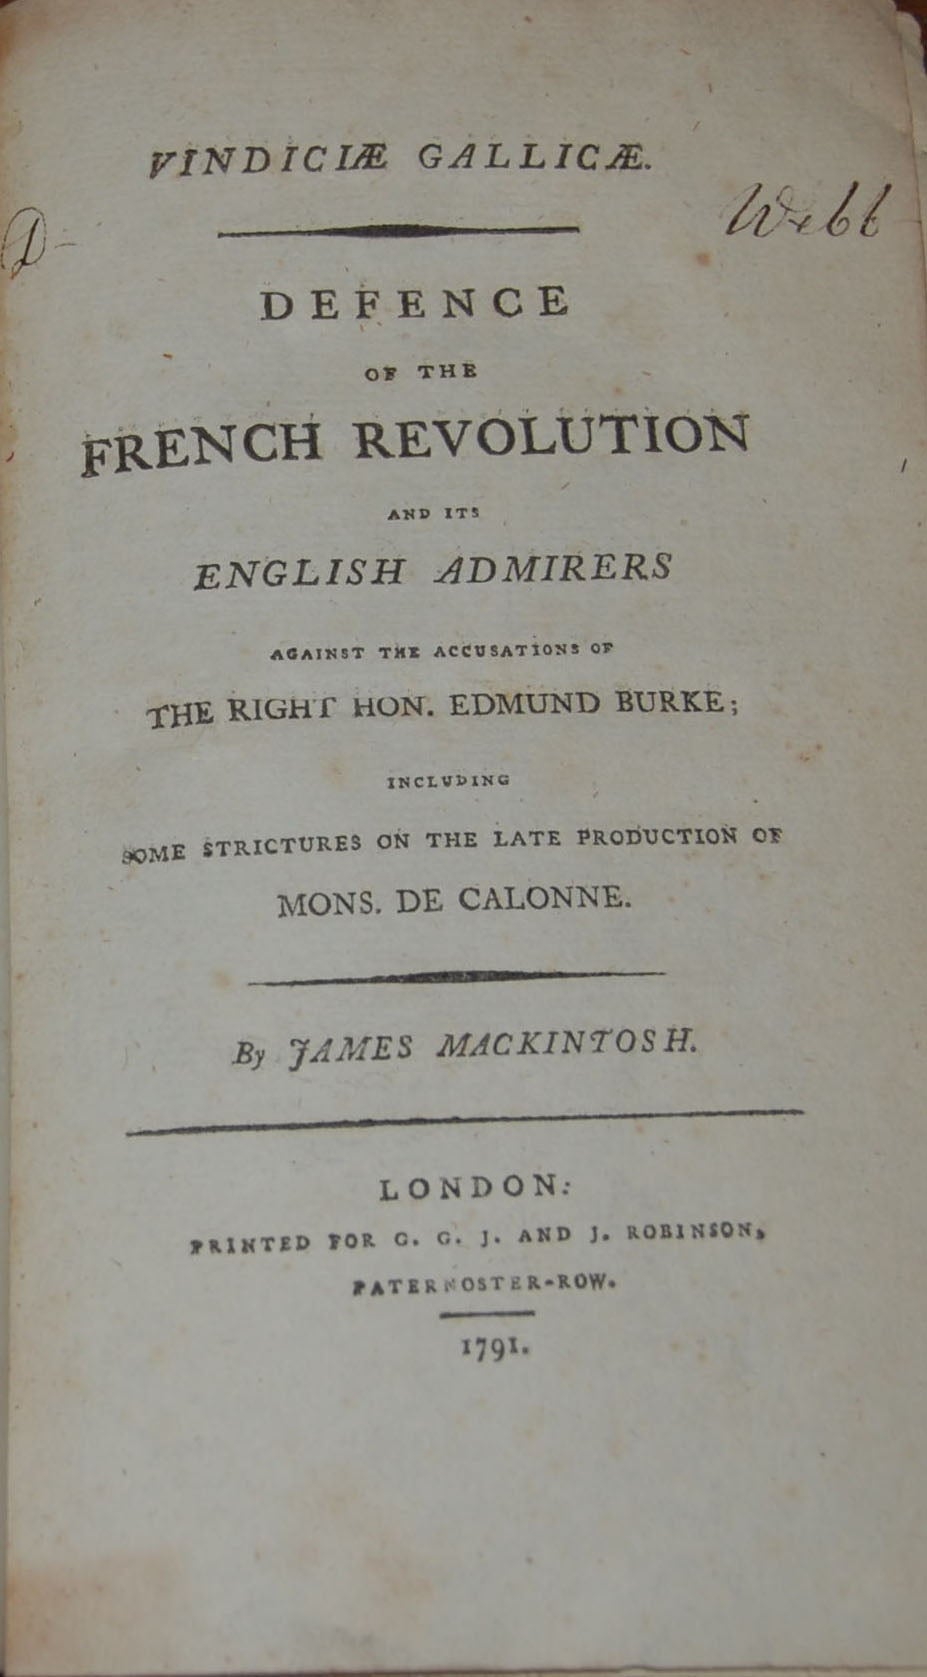 VINDICIÆ GALLICÆ.
D-
Webb
DEFENCE
OF THE
FRENCH REVOLUTION
AND ITS
ENGLISH ADMIRERS
AGAINST THE ACCUSATIONS OF
THE RIGHT HON. EDMUND BURKE;
INCLUDING
SOME STRICTURES ON THE LATE PRODUCTION OF
MONS. DE CALONNE.
By JAMES MACKINTOSH.
LONDON:
PRINTED FOR G. G. J. AND J. ROBINSON,
PATERNOSTER-ROW.
1791.